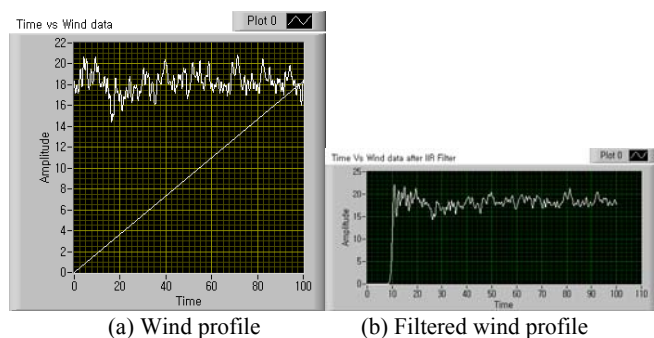 Time vs Wind data
Plot 0
22
20
18
16
14
12
10
8
6
4
2
0
Amplitude
0 20 40 60 80 100
Time
Time Vs Wind data after IIR Filter
Plot 0
25
20
15
10
5
0
Amplitude
0 10 20 30 40 50 60 70 80 90 100 110
Time
(a) Wind profile
(b) Filtered wind profile